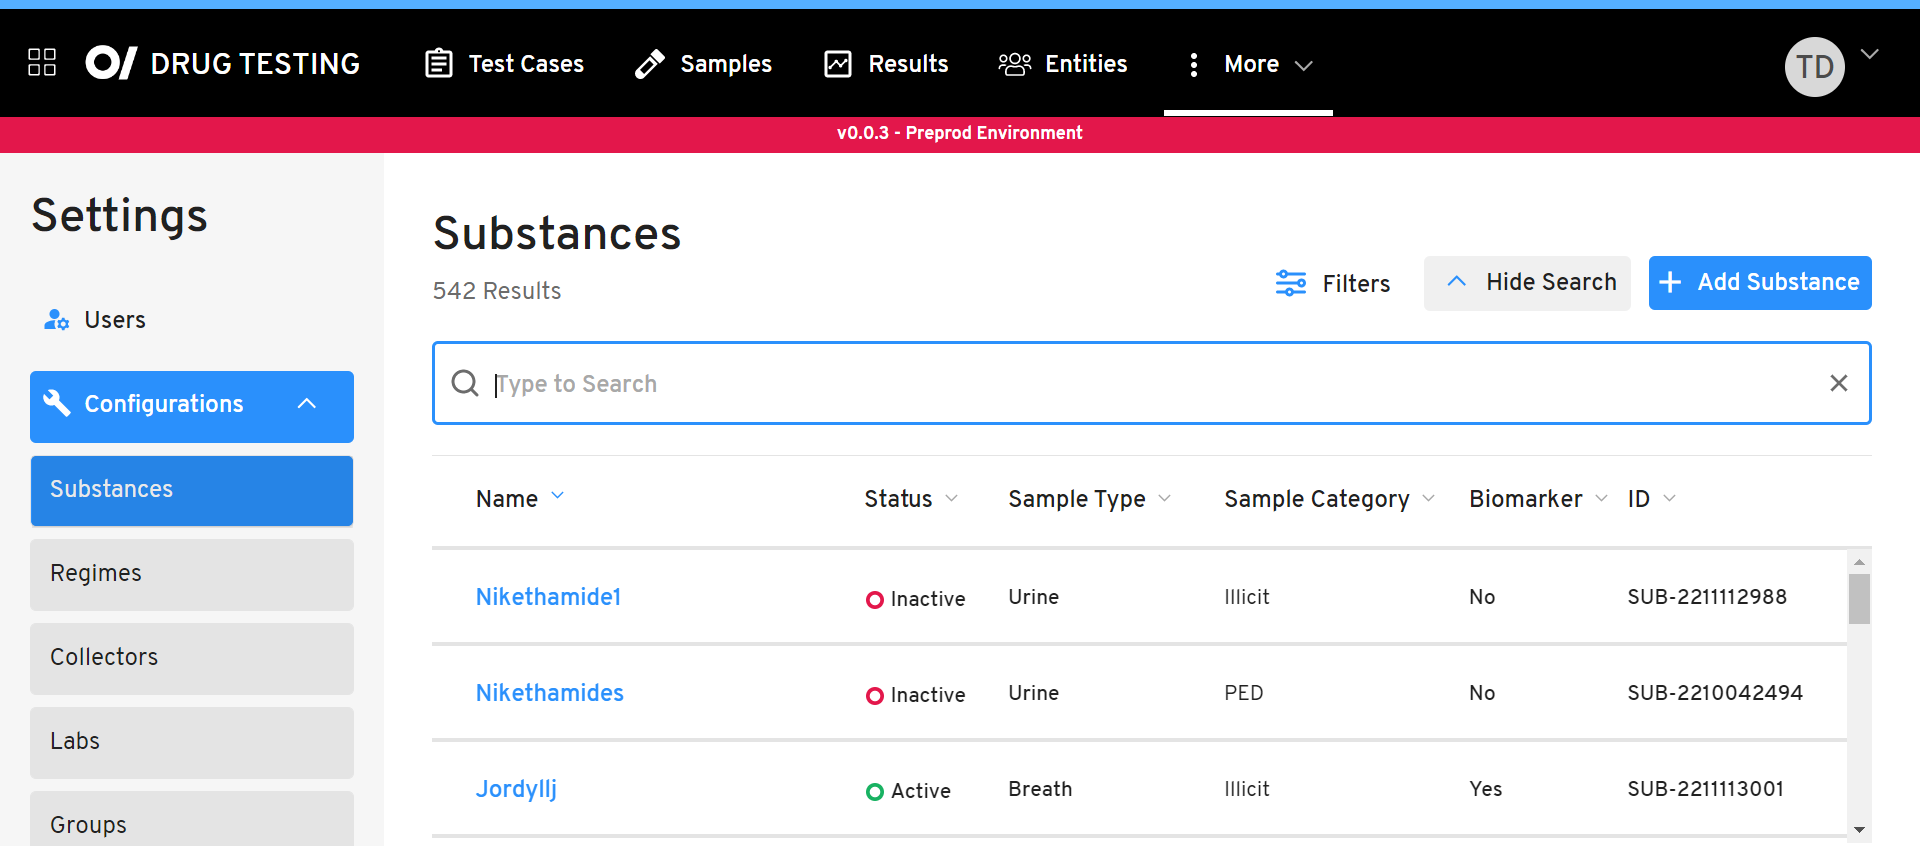 DRUG TESTING
Test Cases
Samples
Results
Entities
More
TD
v0.0.3 - Preprod Environment
Settings
Users
Configurations
Substances
Regimes
Collectors
Labs
Groups
Substances
542 Results
Filters
Hide Search
Add Substance
Type to Search
Name Status Sample Type Sample Category Biomarker ID
Nikethamide1 Inactive Urine Illicit No SUB-2211112988
Nikethamides Inactive Urine PED No SUB-2210042494
Jordyllj Active Breath Illicit Yes SUB-2211113001